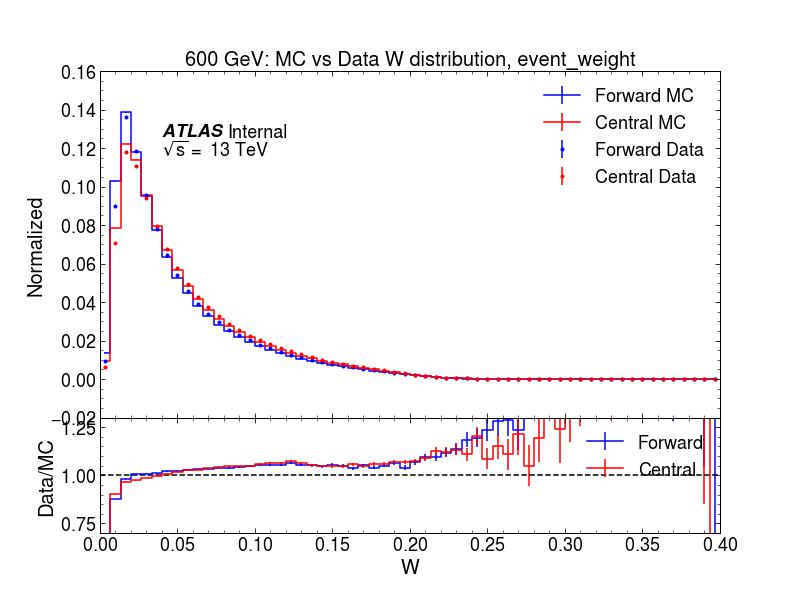 600 GeV: MC vs Data W distribution, event_weight
0.16
0.14
0.12
0.10
0.08
0.06
0.04
0.02
0.00
−0.02
Normalized
ATLAS Internal
√s = 13 TeV
Forward MC
Central MC
Forward Data
Central Data
1.25
1.00
0.75
Data/MC
Forward
Central
0.00 0.05 0.10 0.15 0.20 0.25 0.30 0.35 0.40
W